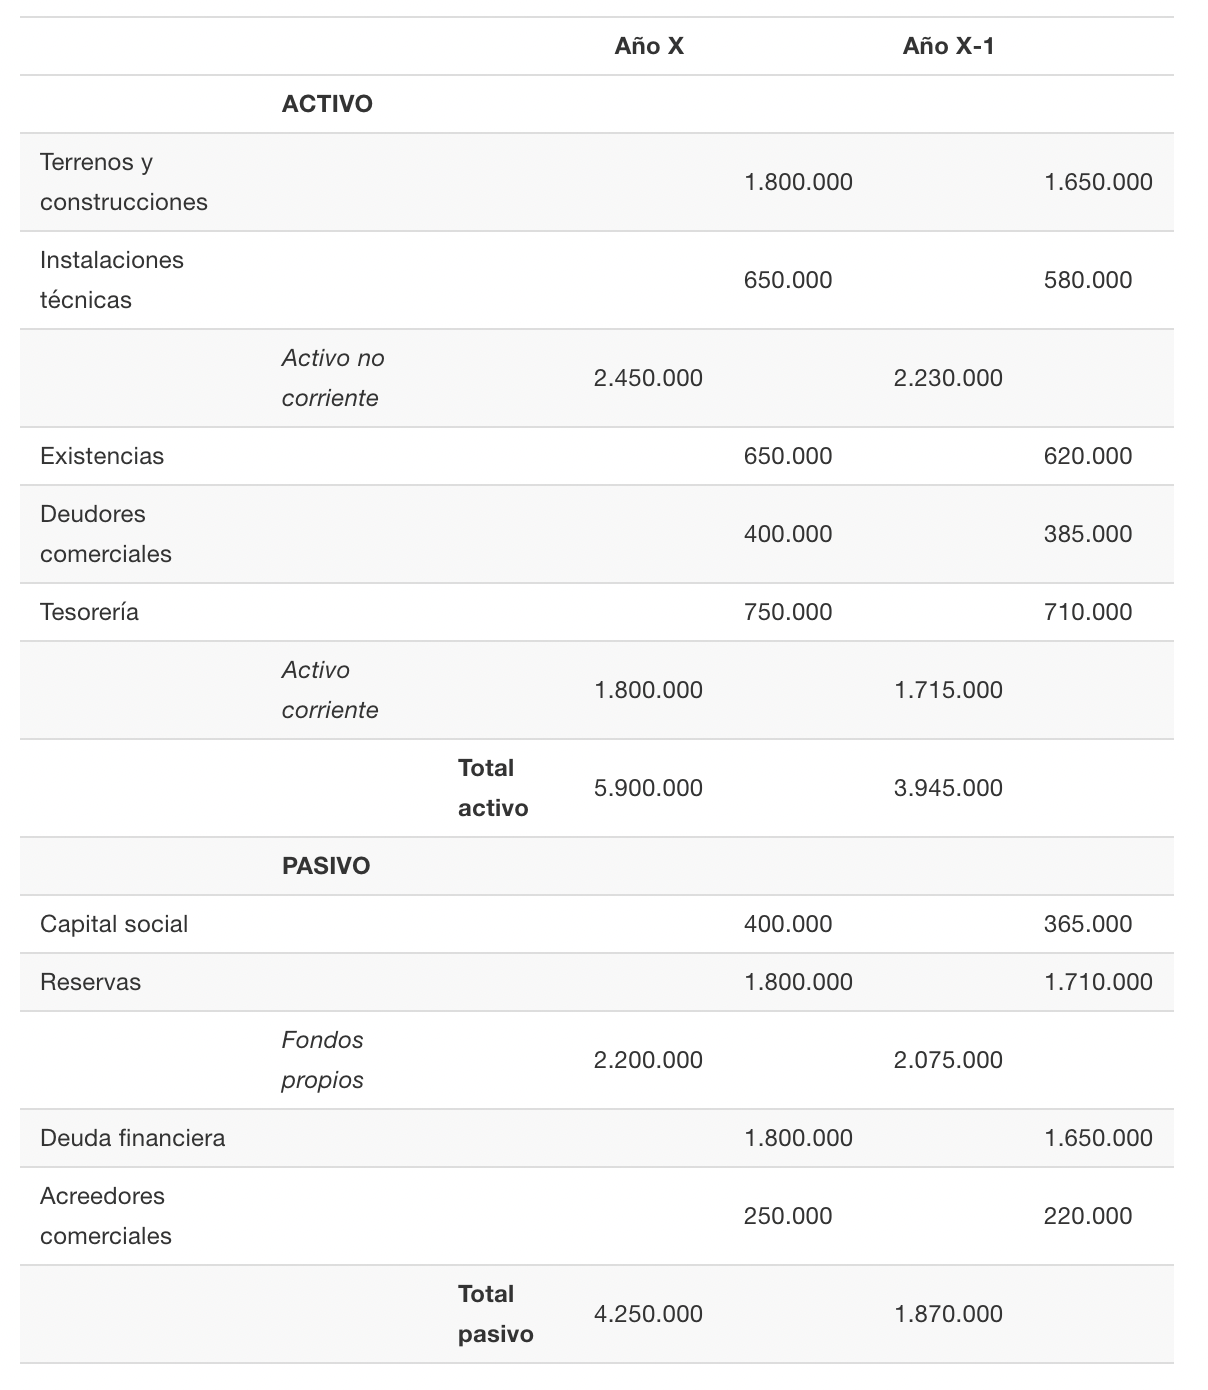 Año X Año X-1
ACTIVO
Terrenos y
construcciones
1.800.000 1.650.000
Instalaciones
técnicas
650.000 580.000
Activo no
corriente
2.450.000 2.230.000
Existencias 650.000 620.000
Deudores
comerciales
400.000 385.000
Tesorería 750.000 710.000
Activo
corriente
1.800.000 1.715.000
Total
activo
5.900.000 3.945.000
PASIVO
Capital social 400.000 365.000
Reservas 1.800.000 1.710.000
Fondos
propios
2.200.000 2.075.000
Deuda financiera 1.800.000 1.650.000
Acreedores
comerciales
250.000 220.000
Total
pasivo
4.250.000 1.870.000